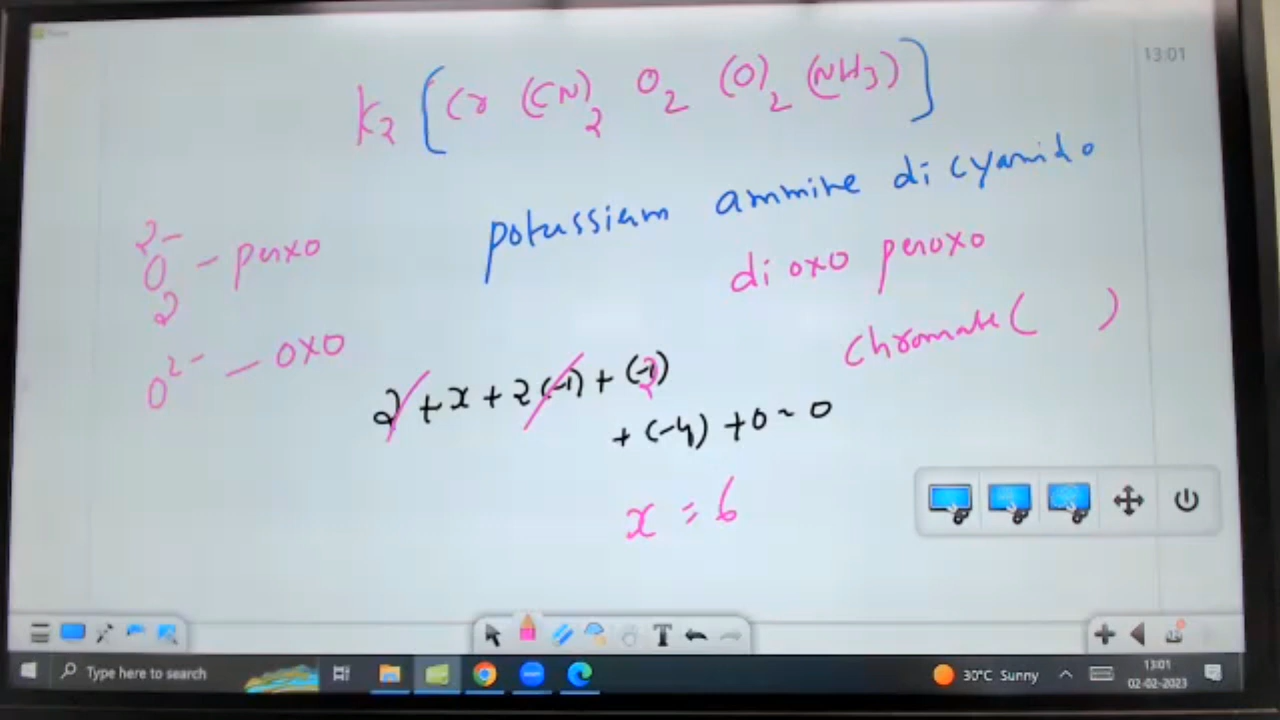 13:01
K2 [Cr (CN)2 O2 (O)2 (NH3)]
potassium ammine dicyanido
dioxo peroxo
chromate ( )
O2 2- – perxo
O2- – oxo
2 + x + 2(-1) + (-2)
+ (-4) + 0 = 0
x = 6
T
Type here to search
30°C Sunny
13:01
02-02-2023